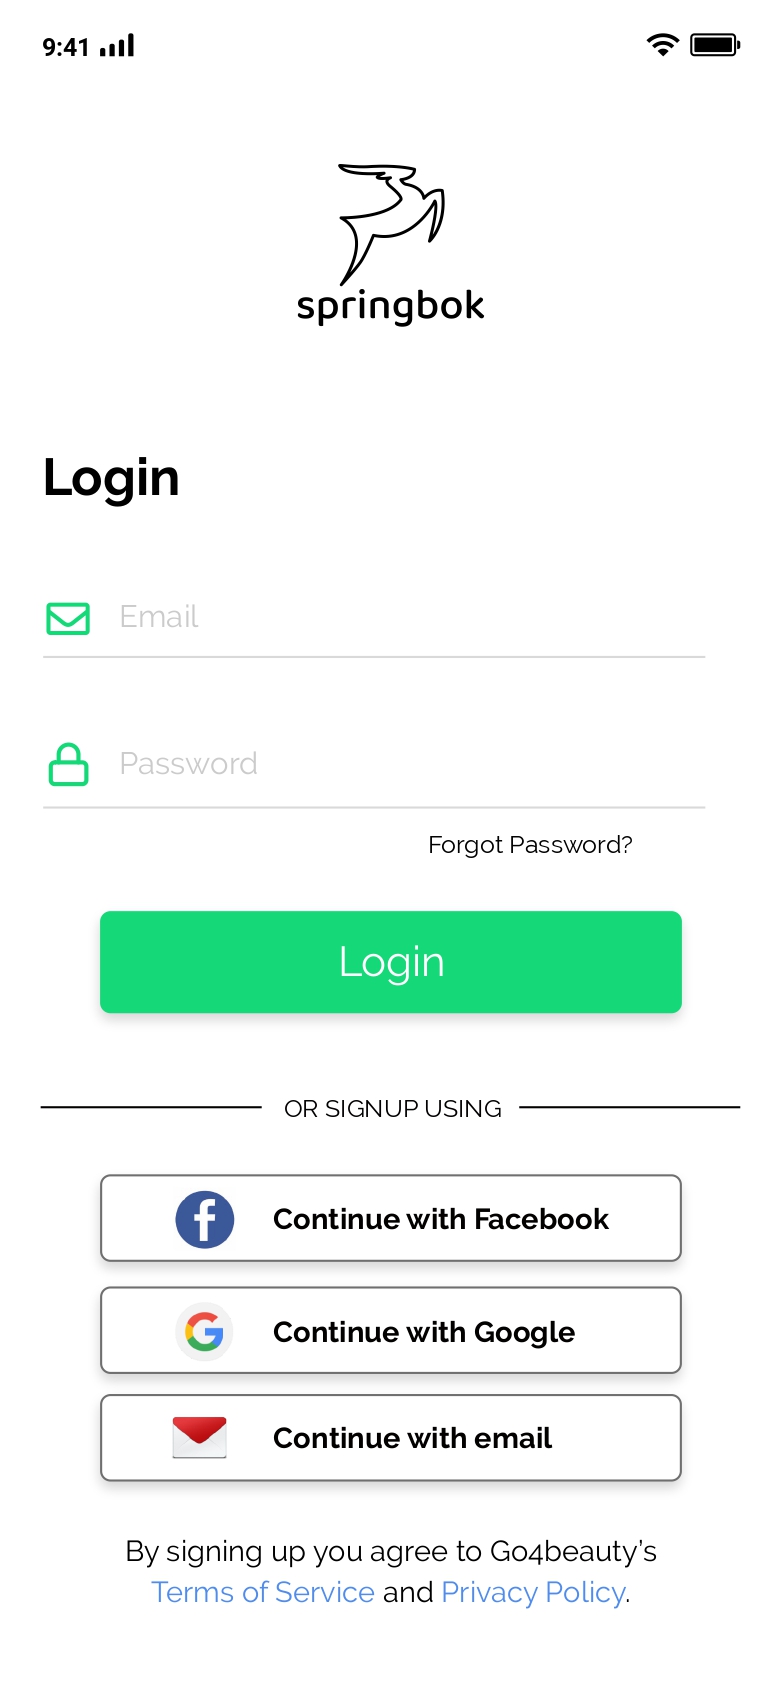 9:41
springbok
Login
Email
Password
Forgot Password?
Login
OR SIGNUP USING
Continue with Facebook
Continue with Google
Continue with email
By signing up you agree to Go4beauty’s
Terms of Service and Privacy Policy.